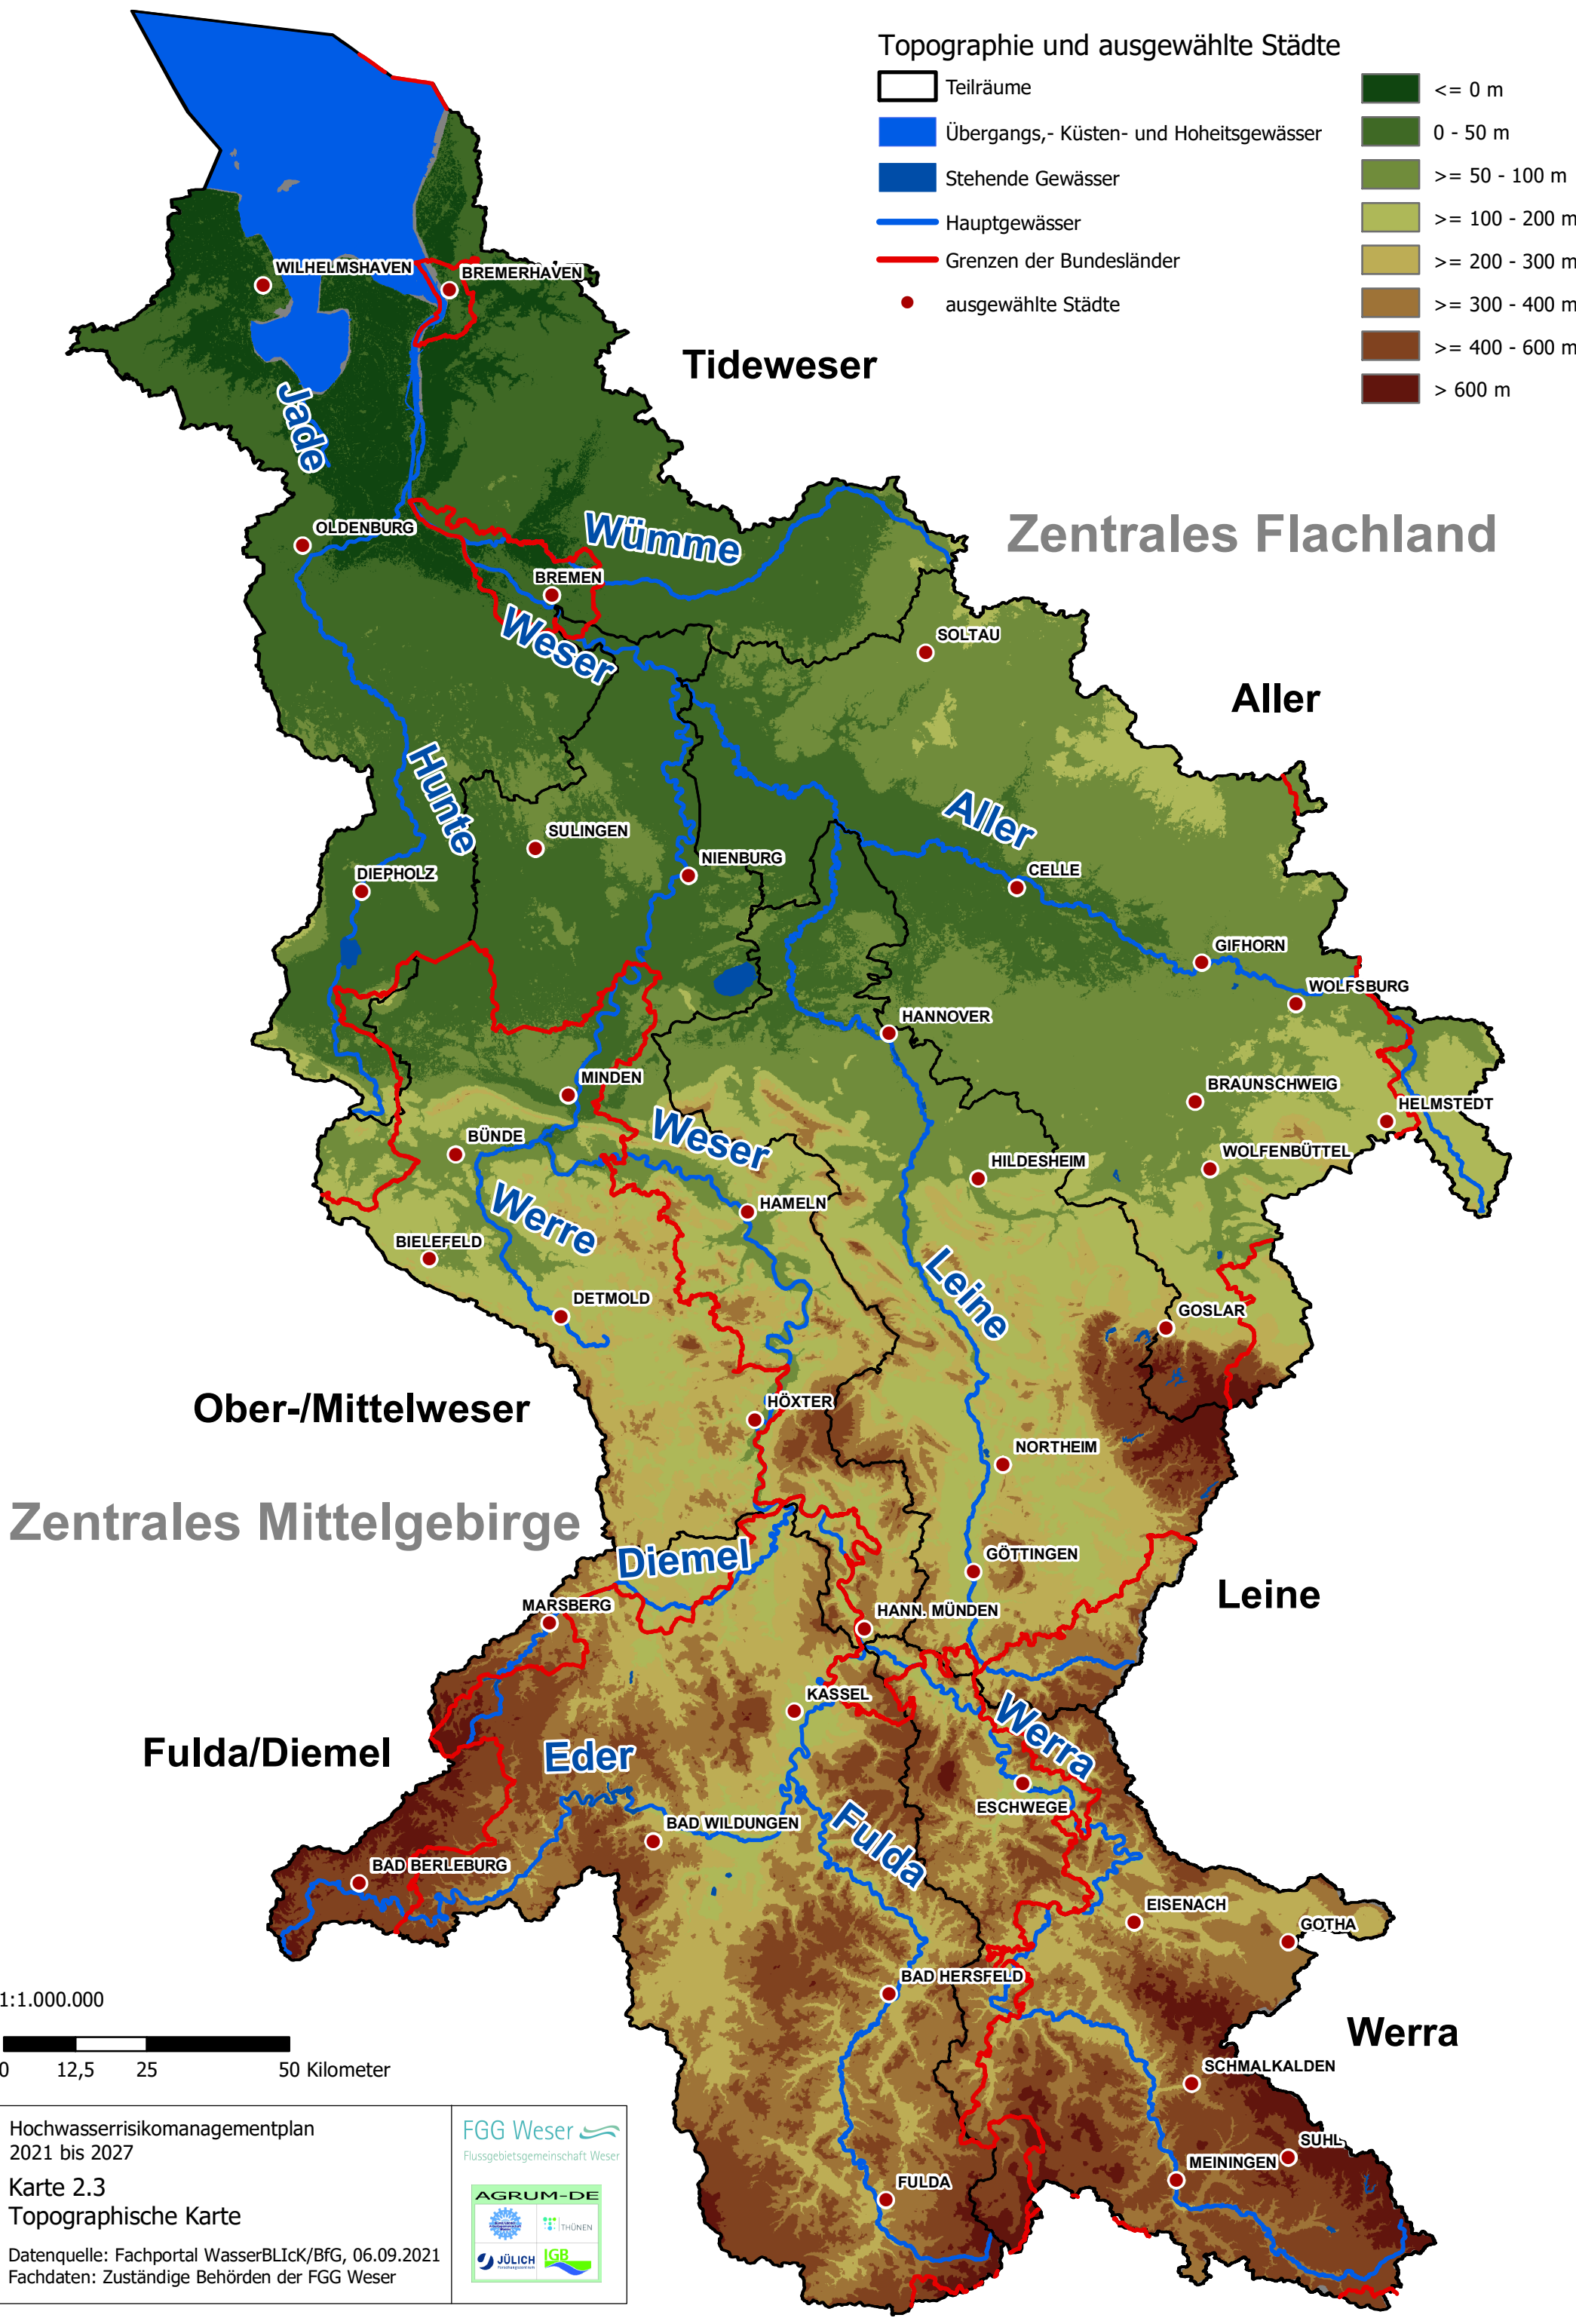 Topographie und ausgewählte Städte
Teilräume
Übergangs,- Küsten- und Hoheitsgewässer
Stehende Gewässer
Hauptgewässer
Grenzen der Bundesländer
ausgewählte Städte
<= 0 m
0 - 50 m
>= 50 - 100 m
>= 100 - 200 m
>= 200 - 300 m
>= 300 - 400 m
>= 400 - 600 m
> 600 m
WILHELMSHAVEN
BREMERHAVEN
Tideweser
Jade
OLDENBURG
Wümme
Zentrales Flachland
BREMEN
Weser
SOLTAU
Aller
Hunte
Aller
SULINGEN
NIENBURG
CELLE
DIEPHOLZ
GIFHORN
WOLFSBURG
HANNOVER
MINDEN
BRAUNSCHWEIG
HELMSTEDT
BÜNDE
Weser
HILDESHEIM
WOLFENBÜTTEL
Werre
HAMELN
BIELEFELD
Leine
DETMOLD
GOSLAR
Ober-/Mittelweser
HÖXTER
NORTHEIM
Zentrales Mittelgebirge
Diemel
GÖTTINGEN
Leine
MARSBERG
HANN. MÜNDEN
KASSEL
Werra
Fulda/Diemel
Eder
ESCHWEGE
BAD WILDUNGEN
Fulda
BAD BERLEBURG
EISENACH
GOTHA
BAD HERSFELD
1:1.000.000
Werra
0 12,5 25 50 Kilometer
SCHMALKALDEN
SUHL
MEININGEN
FULDA
Hochwasserrisikomanagementplan
2021 bis 2027
Karte 2.3
Topographische Karte
Datenquelle: Fachportal WasserBLIcK/BfG, 06.09.2021
Fachdaten: Zuständige Behörden der FGG Weser
FGG Weser
Flussgebietsgemeinschaft Weser
AGRUM-DE
THÜNEN
JÜLICH
IGB